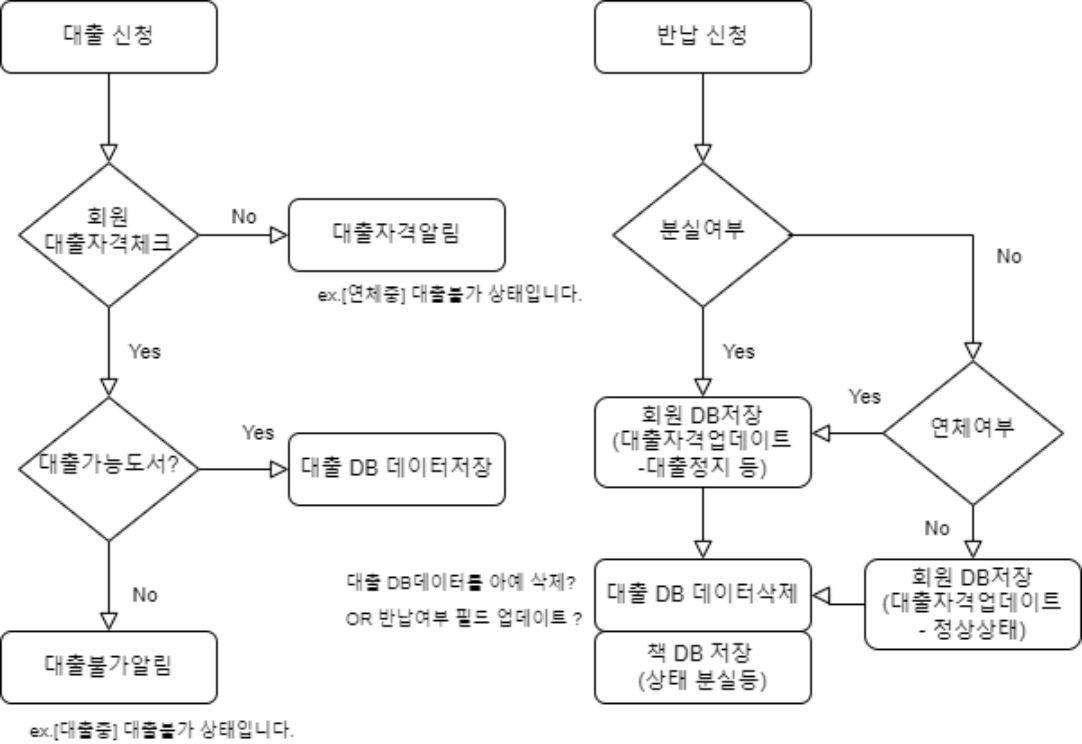 대출 신청
회원
대출자격체크
No
대출자격알림
ex.[연체중] 대출불가 상태입니다.
Yes
대출가능도서?
Yes
대출 DB 데이터저장
No
대출불가알림
ex.[대출중] 대출불가 상태입니다.
반납 신청
분실여부
No
Yes
연체여부
Yes
회원 DB저장
(대출자격업데이트
-대출정지 등)
No
회원 DB저장
(대출자격업데이트
- 정상상태)
대출 DB데이터를 아예 삭제?
OR 반납여부 필드 업데이트 ?
대출 DB 데이터삭제
책 DB 저장
(상태 분실등)